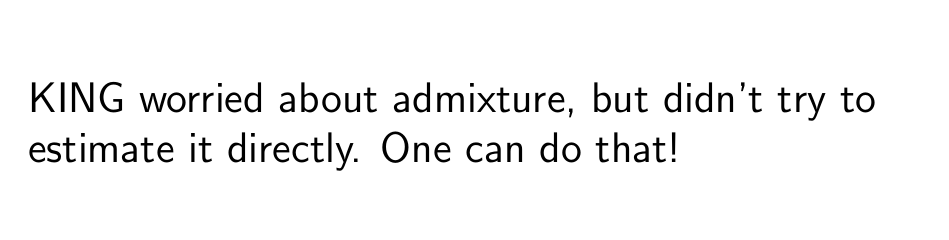 KING worried about admixture, but didn't try to
estimate it directly. One can do that!